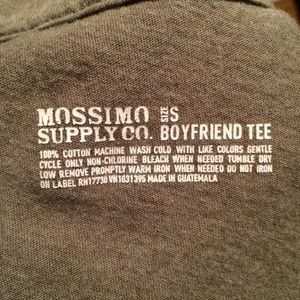 MOSSIMO SIZE S
SUPPLY CO. BOYFRIEND TEE
100% COTTON MACHINE WASH COLD WITH LIKE COLORS GENTLE
CYCLE ONLY NON-CHLORINE BLEACH WHEN NEEDED TUMBLE DRY
LOW REMOVE PROMPTLY WARM IRON WHEN NEEDED DO NOT IRON
ON LABEL RN17730 VN1031395 MADE IN GUATEMALA